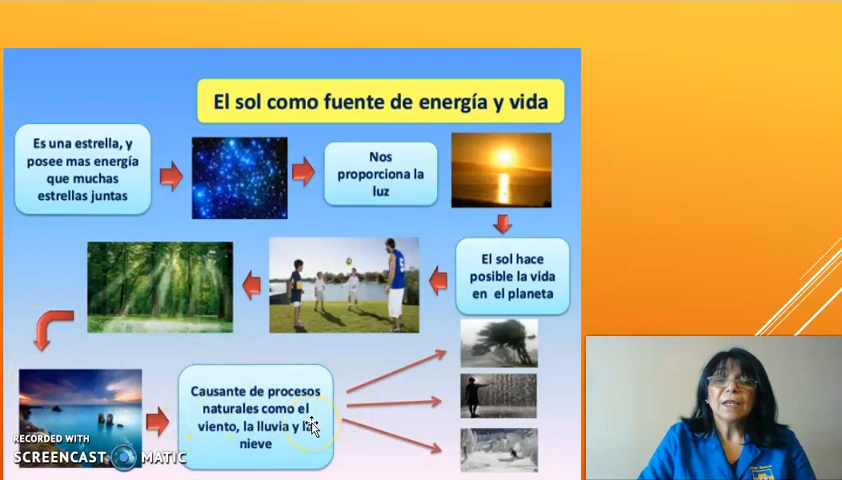 El sol como fuente de energía y vida
Es una estrella, y
posee mas energía
que muchas
estrellas juntas
Nos
proporciona la
luz
El sol hace
posible la vida
en el planeta
Causante de procesos
naturales como el
viento, la lluvia y la
nieve
RECORDED WITH
SCREENCAST MATIC